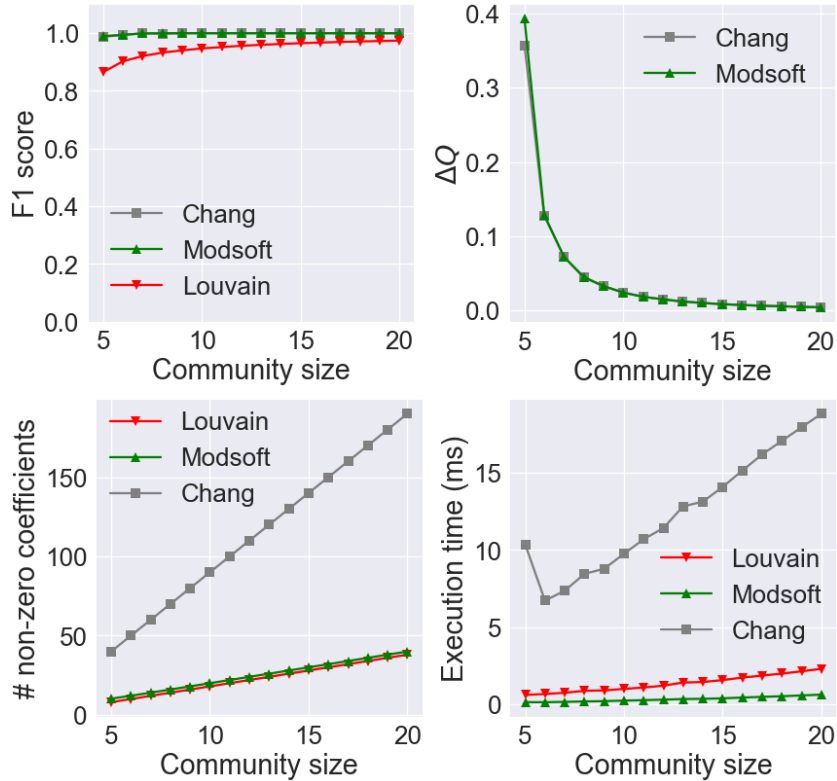 F1 score
1.0
0.8
0.6
0.4
0.2
0.0
Chang
Modsoft
Louvain
5 10 15 20
Community size
ΔQ
0.4
0.3
0.2
0.1
0.0
Chang
Modsoft
5 10 15 20
Community size
# non-zero coefficients
150
100
50
0
Louvain
Modsoft
Chang
5 10 15 20
Community size
Execution time (ms)
15
10
5
0
Louvain
Modsoft
Chang
5 10 15 20
Community size